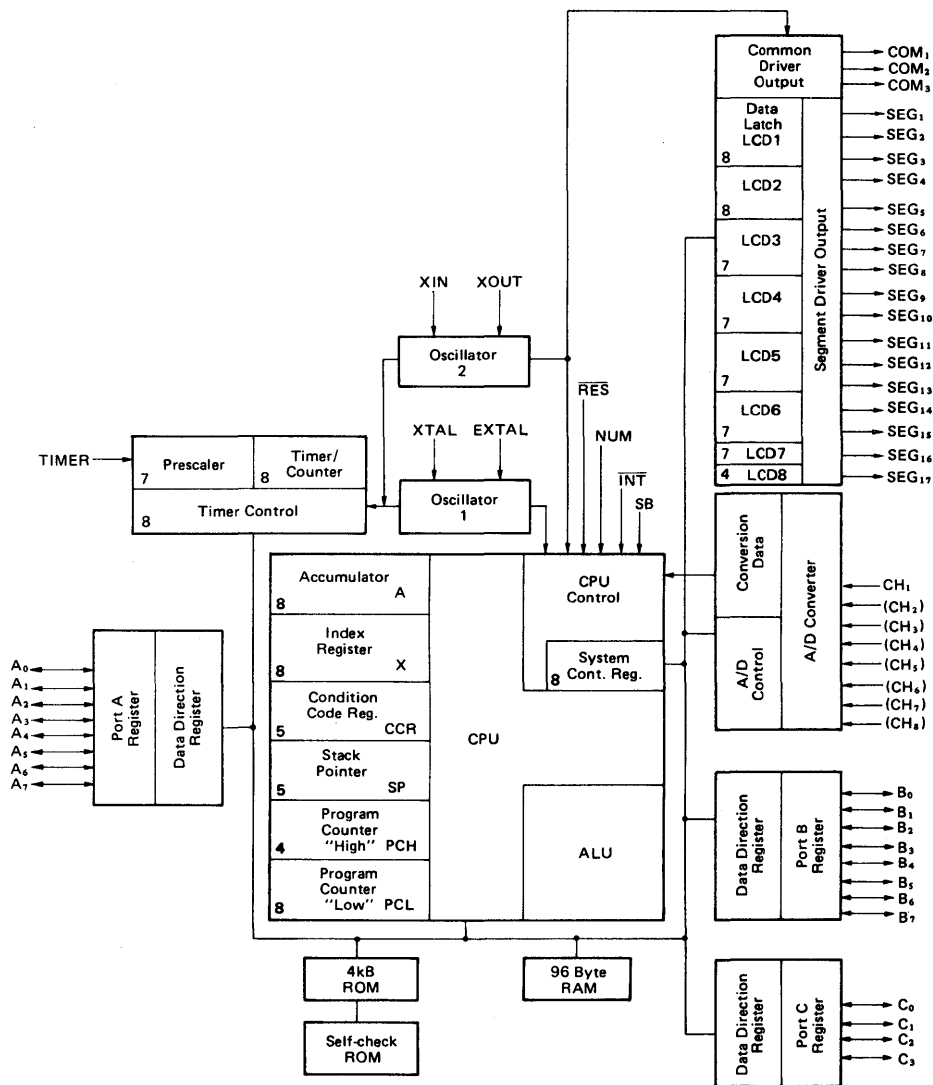 Common
Driver
Output
COM₁
COM₂
COM₃
Data
Latch
LCD1
8
LCD2
8
LCD3
7
LCD4
7
LCD5
7
LCD6
7
7 LCD7
4 LCD8
Segment Driver Output
SEG₁
SEG₂
SEG₃
SEG₄
SEG₅
SEG₆
SEG₇
SEG₈
SEG₉
SEG₁₀
SEG₁₁
SEG₁₂
SEG₁₃
SEG₁₄
SEG₁₅
SEG₁₆
SEG₁₇
XIN XOUT
Oscillator
2
XTAL EXTAL
Oscillator
1
R̅E̅S̅
NUM
I̅N̅T̅
SB
TIMER
Prescaler
7
Timer/
Counter
8
Timer Control
8
Accumulator
8 A
Index
Register
8 X
Condition
Code Reg.
5 CCR
Stack
Pointer
5 SP
Program
Counter
4 "High" PCH
Program
Counter
8 "Low" PCL
CPU
CPU
Control
System
8 Cont. Reg.
ALU
Conversion
Data
A/D Control
A/D Converter
CH₁
(CH₂)
(CH₃)
(CH₄)
(CH₅)
(CH₆)
(CH₇)
(CH₈)
A₀
A₁
A₂
A₃
A₄
A₅
A₆
A₇
Port A
Register
Data Direction
Register
Data Direction
Register
Port B
Register
B₀
B₁
B₂
B₃
B₄
B₅
B₆
B₇
4kB
ROM
Self-check
ROM
96 Byte
RAM
Data Direction
Register
Port C
Register
C₀
C₁
C₂
C₃